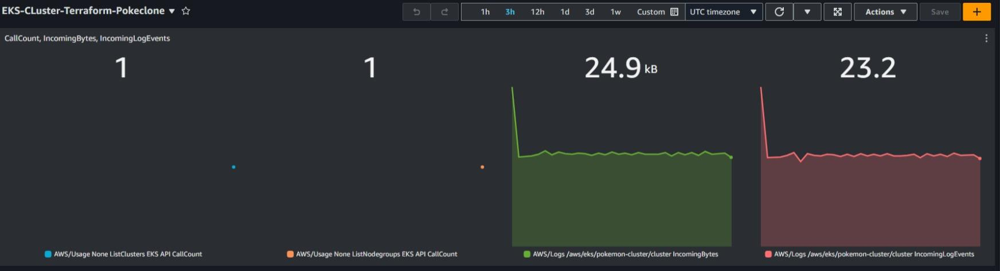 EKS-CLuster-Terraform-Pokeclone
1h 3h 12h 1d 3d 1w Custom UTC timezone Actions Save +
CallCount, IncomingBytes, IncomingLogEvents
1 1 24.9 kB 23.2
AWS/Usage None ListClusters EKS API CallCount
AWS/Usage None ListNodegroups EKS API CallCount
AWS/Logs /aws/eks/pokemon-cluster/cluster IncomingBytes
AWS/Logs /aws/eks/pokemon-cluster/cluster IncomingLogEvents